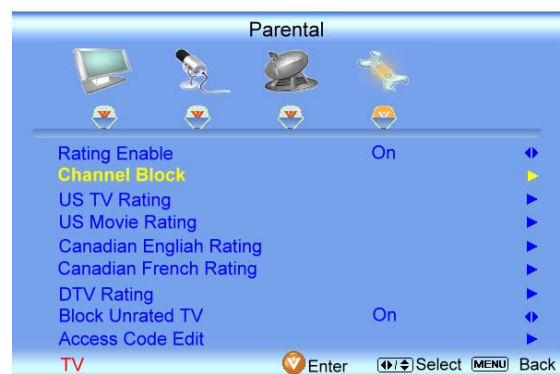 Parental
Rating Enable On
Channel Block
US TV Rating
US Movie Rating
Canadian Engliah Rating
Canadian French Rating
DTV Rating
Block Unrated TV On
Access Code Edit
TV Enter Select MENU Back